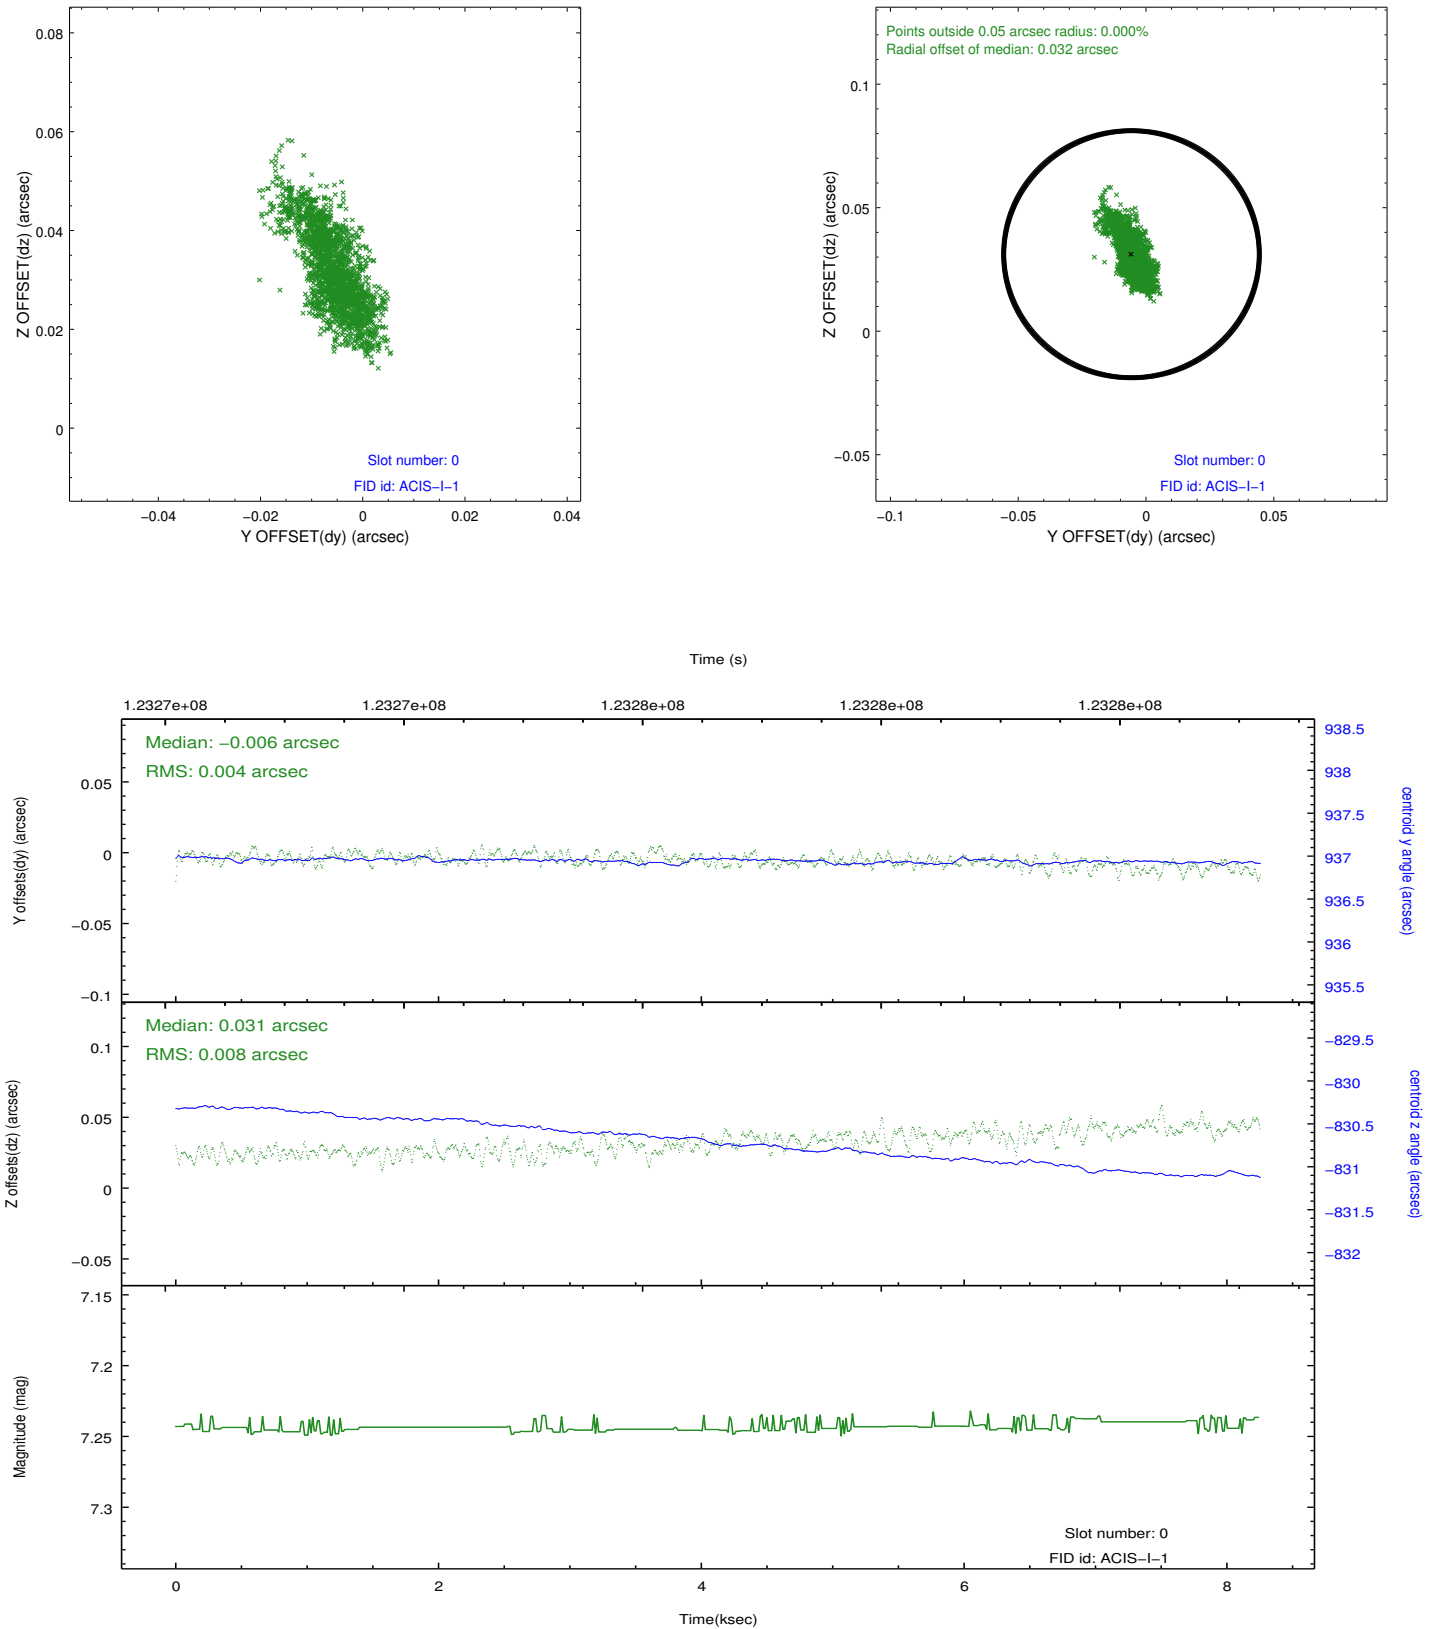 0.08
0.06
0.04
0.02
0
Z OFFSET(dz) (arcsec)
Slot number: 0
FID id: ACIS−I−1
−0.04
−0.02
0
0.02
0.04
Y OFFSET(dy) (arcsec)
Points outside 0.05 arcsec radius: 0.000%
Radial offset of median: 0.032 arcsec
0.1
0.05
0
−0.05
Z OFFSET(dz) (arcsec)
Slot number: 0
FID id: ACIS−I−1
−0.1
−0.05
0
0.05
Y OFFSET(dy) (arcsec)
Time (s)
1.2327e+08
1.2327e+08
1.2328e+08
1.2328e+08
1.2328e+08
Median: −0.006 arcsec
RMS: 0.004 arcsec
0.05
0
−0.05
−0.1
Y offsets(dy) (arcsec)
938.5
938
937.5
937
936.5
936
935.5
centroid y angle (arcsec)
Median: 0.031 arcsec
RMS: 0.008 arcsec
0.1
0.05
0
−0.05
Z offsets(dz) (arcsec)
−829.5
−830
−830.5
−831
−831.5
−832
centroid z angle (arcsec)
7.15
7.2
7.25
7.3
Magnitude (mag)
Slot number: 0
FID id: ACIS−I−1
0
2
4
6
8
Time(ksec)